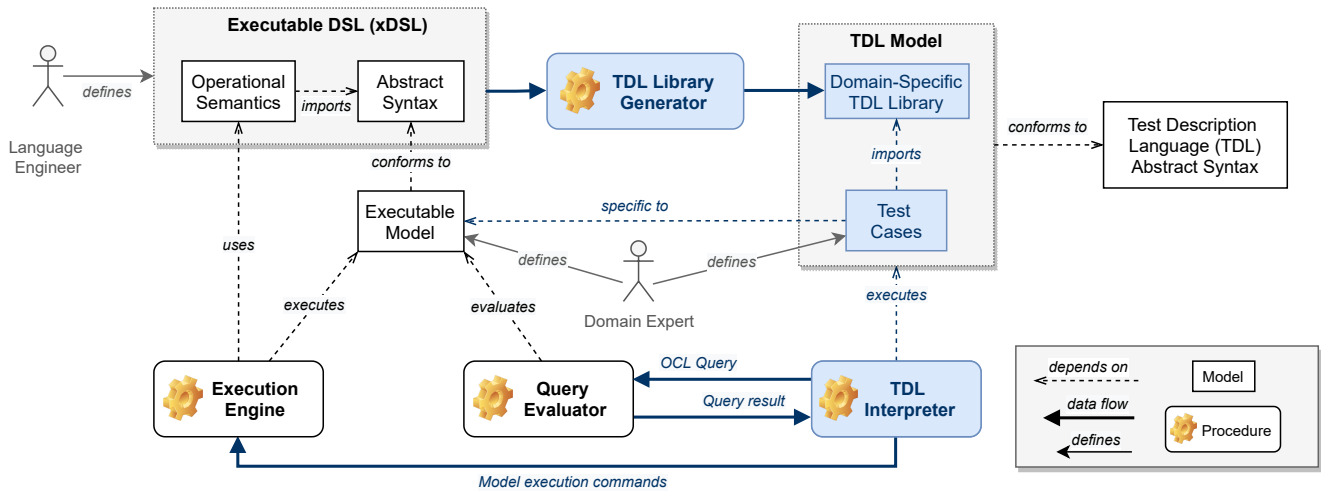 Executable DSL (xDSL)
Operational
Semantics
imports
Abstract
Syntax
defines
Language
Engineer
TDL Library
Generator
TDL Model
Domain-Specific
TDL Library
imports
Test
Cases
conforms to
Test Description
Language (TDL)
Abstract Syntax
conforms to
Executable
Model
specific to
uses
defines
defines
Domain Expert
executes
evaluates
executes
Execution
Engine
Query
Evaluator
OCL Query
Query result
TDL
Interpreter
Model execution commands
depends on
data flow
defines
Model
Procedure